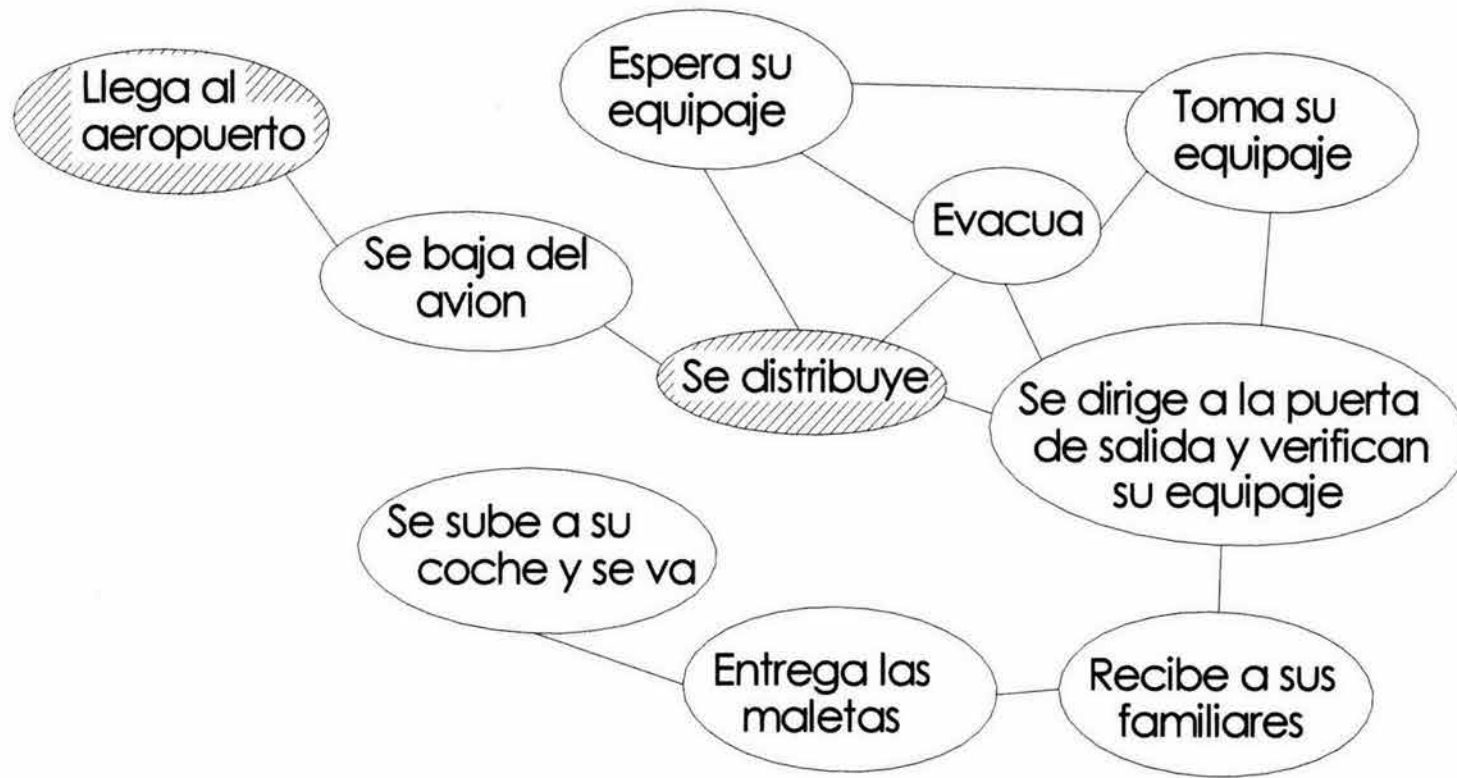 Llega al
aeropuerto
Se baja del
avion
Se distribuye
Espera su
equipaje
Evacua
Toma su
equipaje
Se dirige a la puerta
de salida y verifican
su equipaje
Recibe a sus
familiares
Entrega las
maletas
Se sube a su
coche y se va